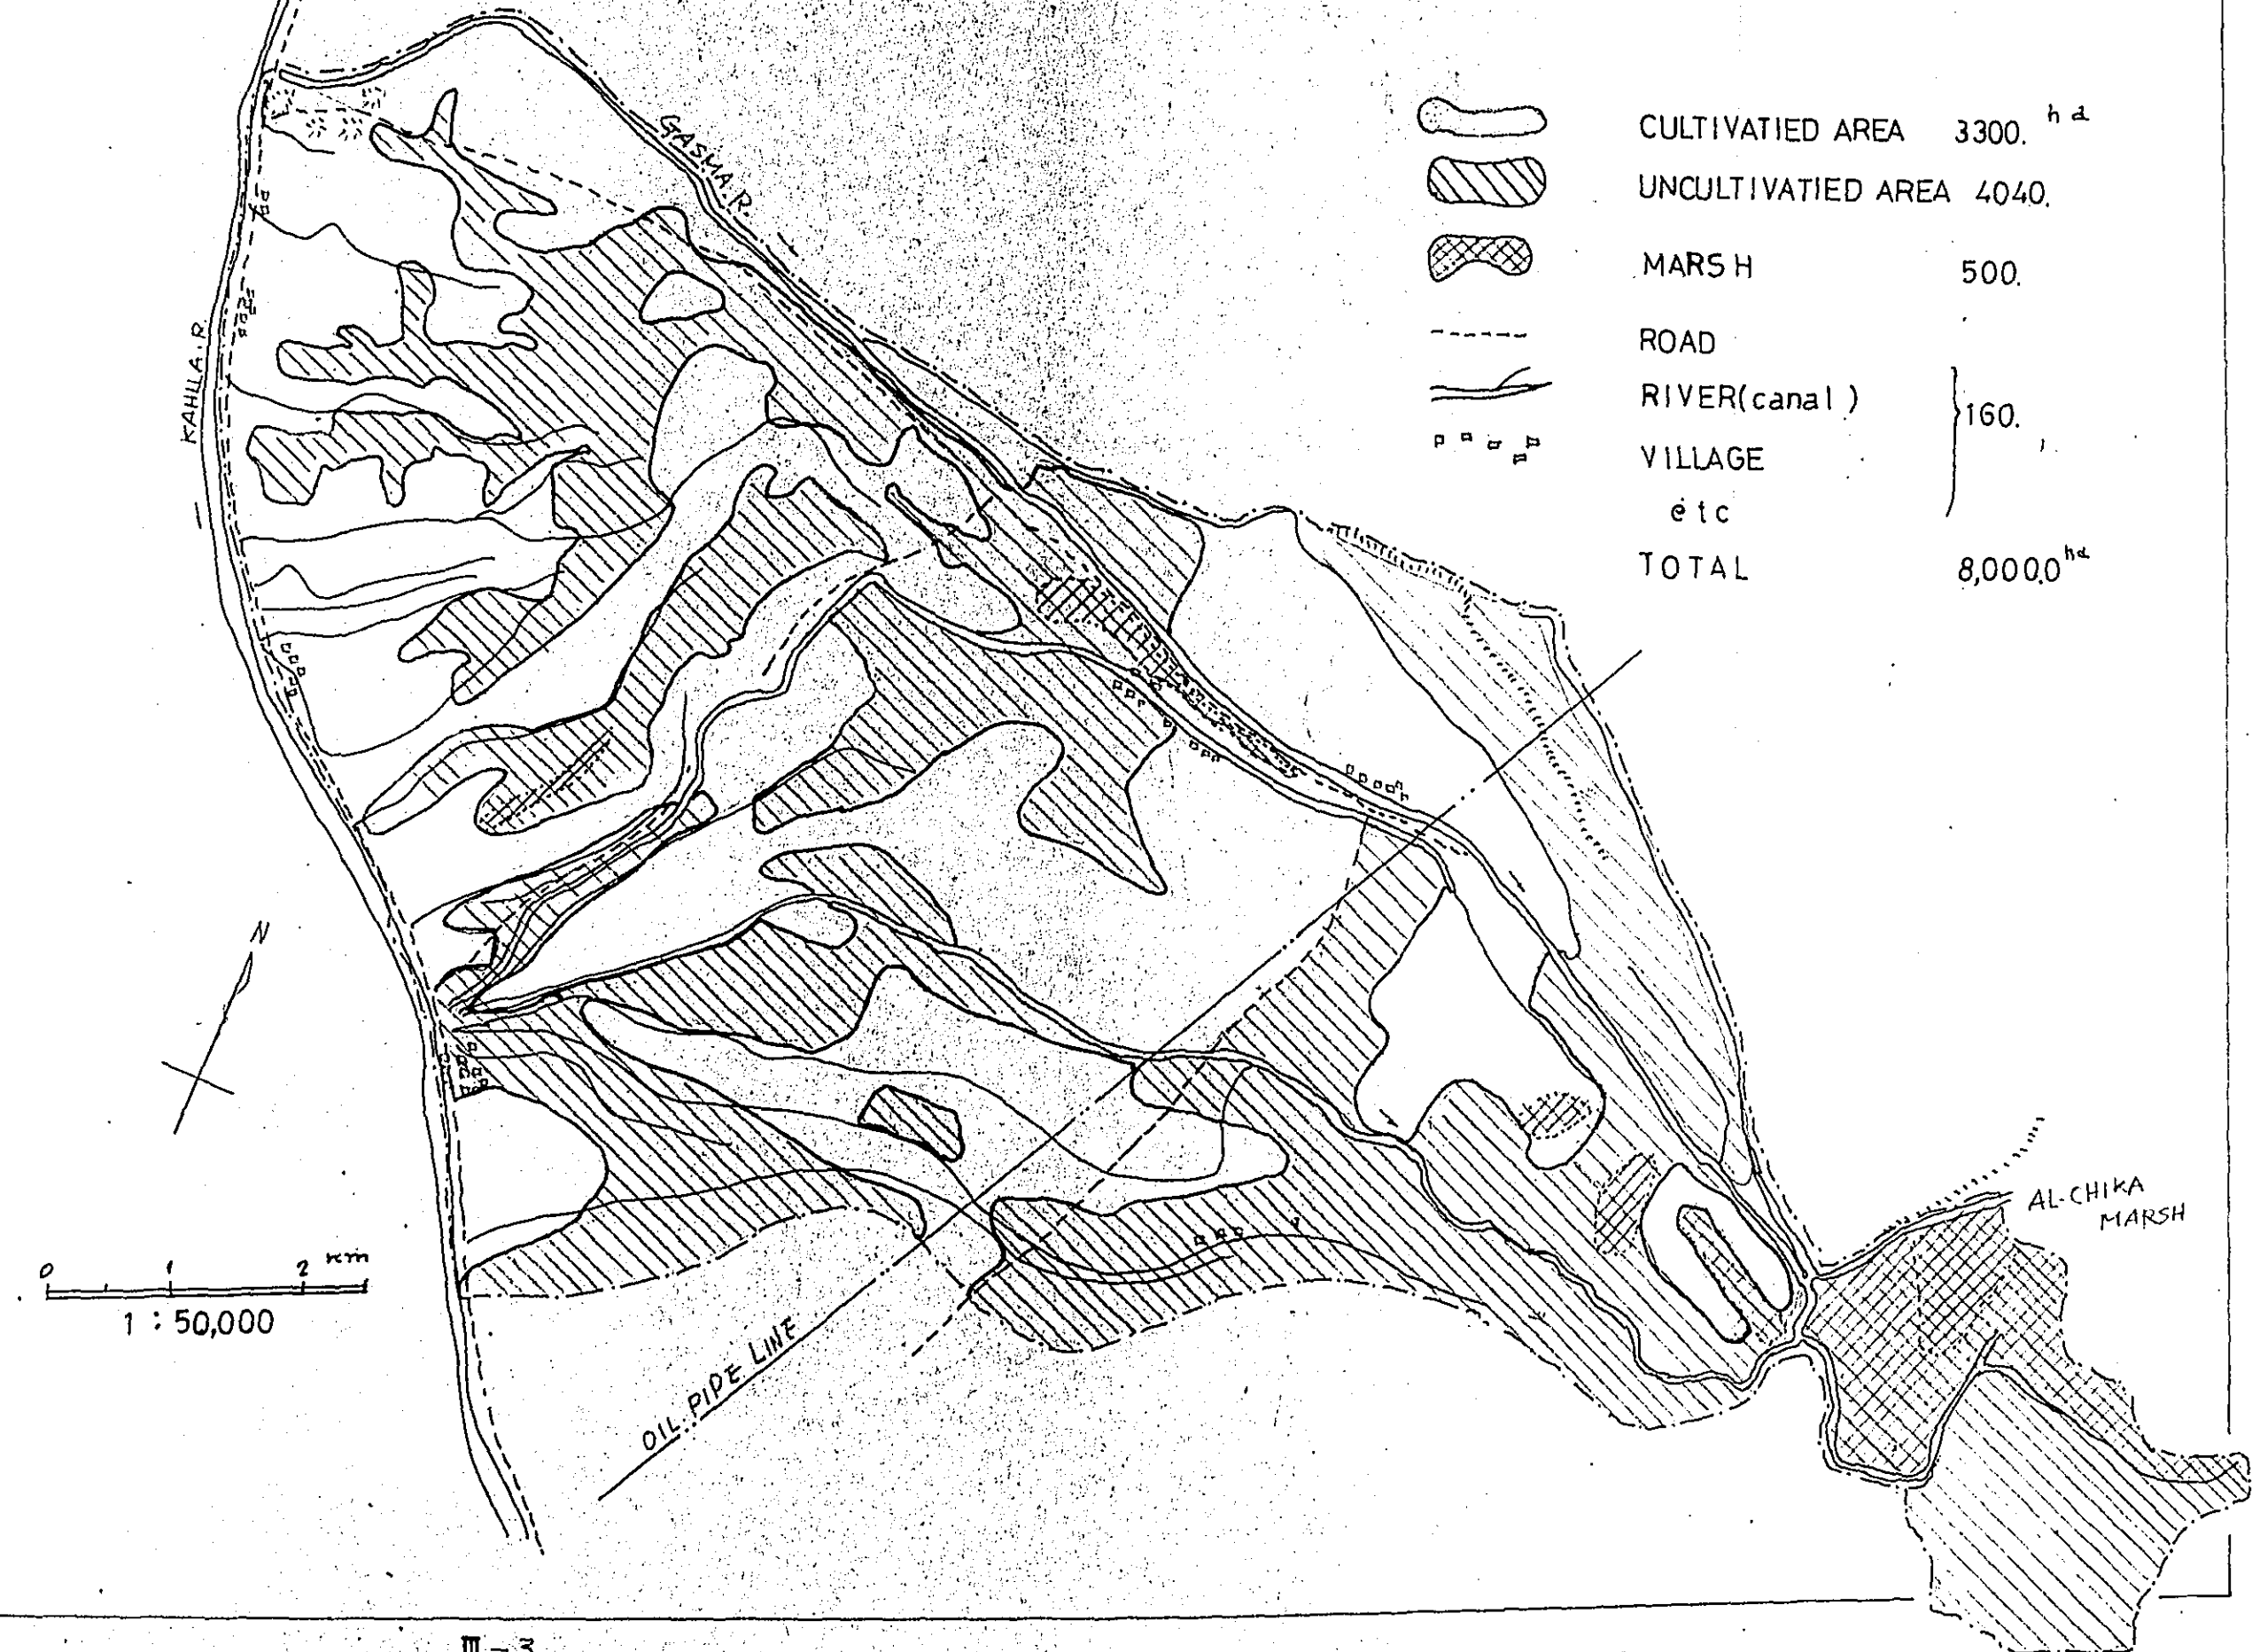 GASMA. R.
KAHLLA. R.
CULTIVATIED AREA 3300. ha
UNCULTIVATIED AREA 4040.
MARSH 500.
ROAD
RIVER(canal) 160.
VILLAGE
etc
TOTAL 8,000.0 ha
N
0 1 2 km
1 : 50,000
OIL PIPE LINE
AL-CHIKA
MARSH
III-3